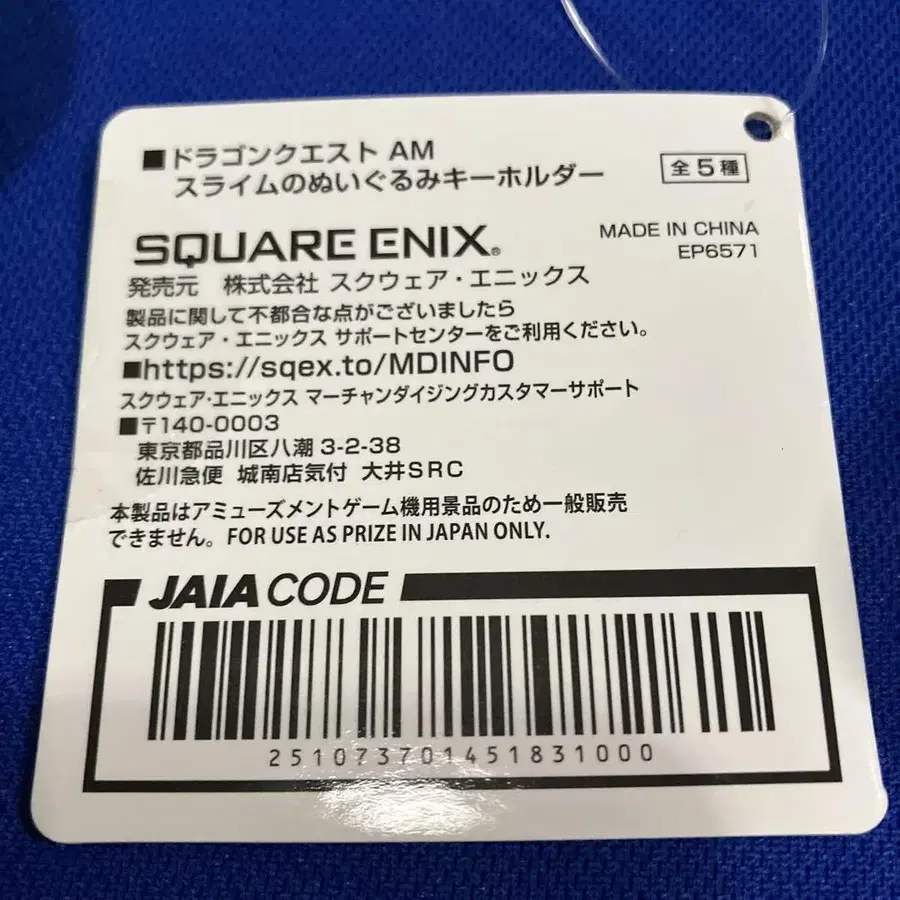 ■ドラゴンクエスト AM
スライムのぬいぐるみキーホルダー
全5種
SQUARE ENIX®
MADE IN CHINA
EP6571
発売元 株式会社 スクウェア・エニックス
製品に関して不都合な点がございましたら
スクウェア・エニックス サポートセンターをご利用ください。
■https://sqex.to/MDINFO
スクウェア・エニックス マーチャンダイジングカスタマーサポート
■〒140-0003
東京都品川区八潮 3-2-38
佐川急便 城南店気付 大井SRC
本製品はアミューズメントゲーム機用景品のため一般販売
できません。FOR USE AS PRIZE IN JAPAN ONLY.
JAIA CODE
251073701451831000